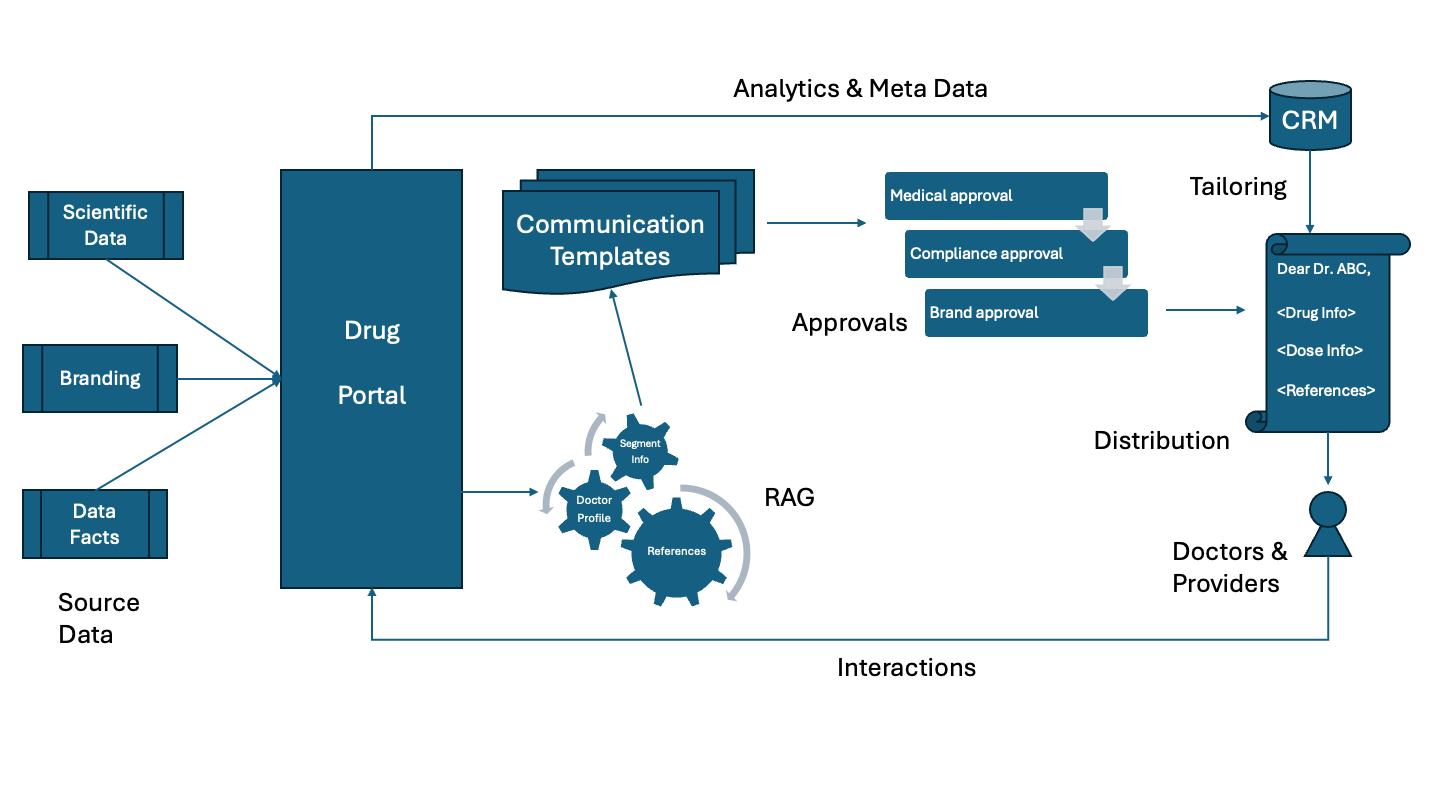 Analytics & Meta Data
CRM
Tailoring
Scientific
Data
Branding
Data
Facts
Source
Data
Drug
Portal
Communication
Templates
Segment
Info
Doctor
Profile
References
RAG
Medical approval
Compliance approval
Brand approval
Approvals
Dear Dr. ABC,
<Drug Info>
<Dose Info>
<References>
Distribution
Doctors &
Providers
Interactions